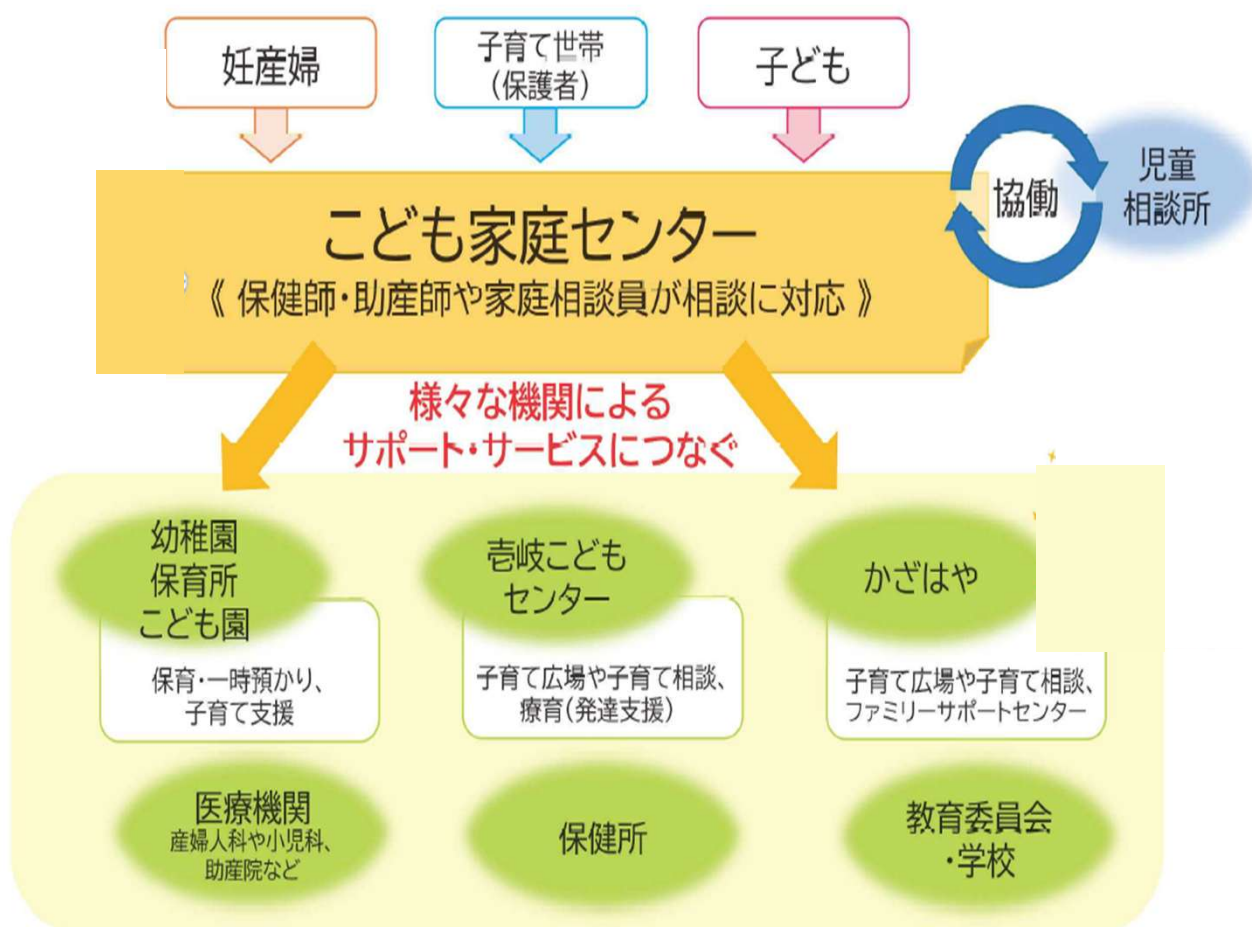 妊産婦
子育て世帯
（保護者）
子ども
協働
児童
相談所
こども家庭センター
《 保健師・助産師や家庭相談員が相談に対応 》
様々な機関による
サポート・サービスにつなぐ
幼稚園
保育所
こども園
保育・一時預かり、
子育て支援
壱岐こども
センター
子育て広場や子育て相談、
療育（発達支援）
かざはや
子育て広場や子育て相談、
ファミリーサポートセンター
医療機関
産婦人科や小児科、
助産院など
保健所
教育委員会
・学校